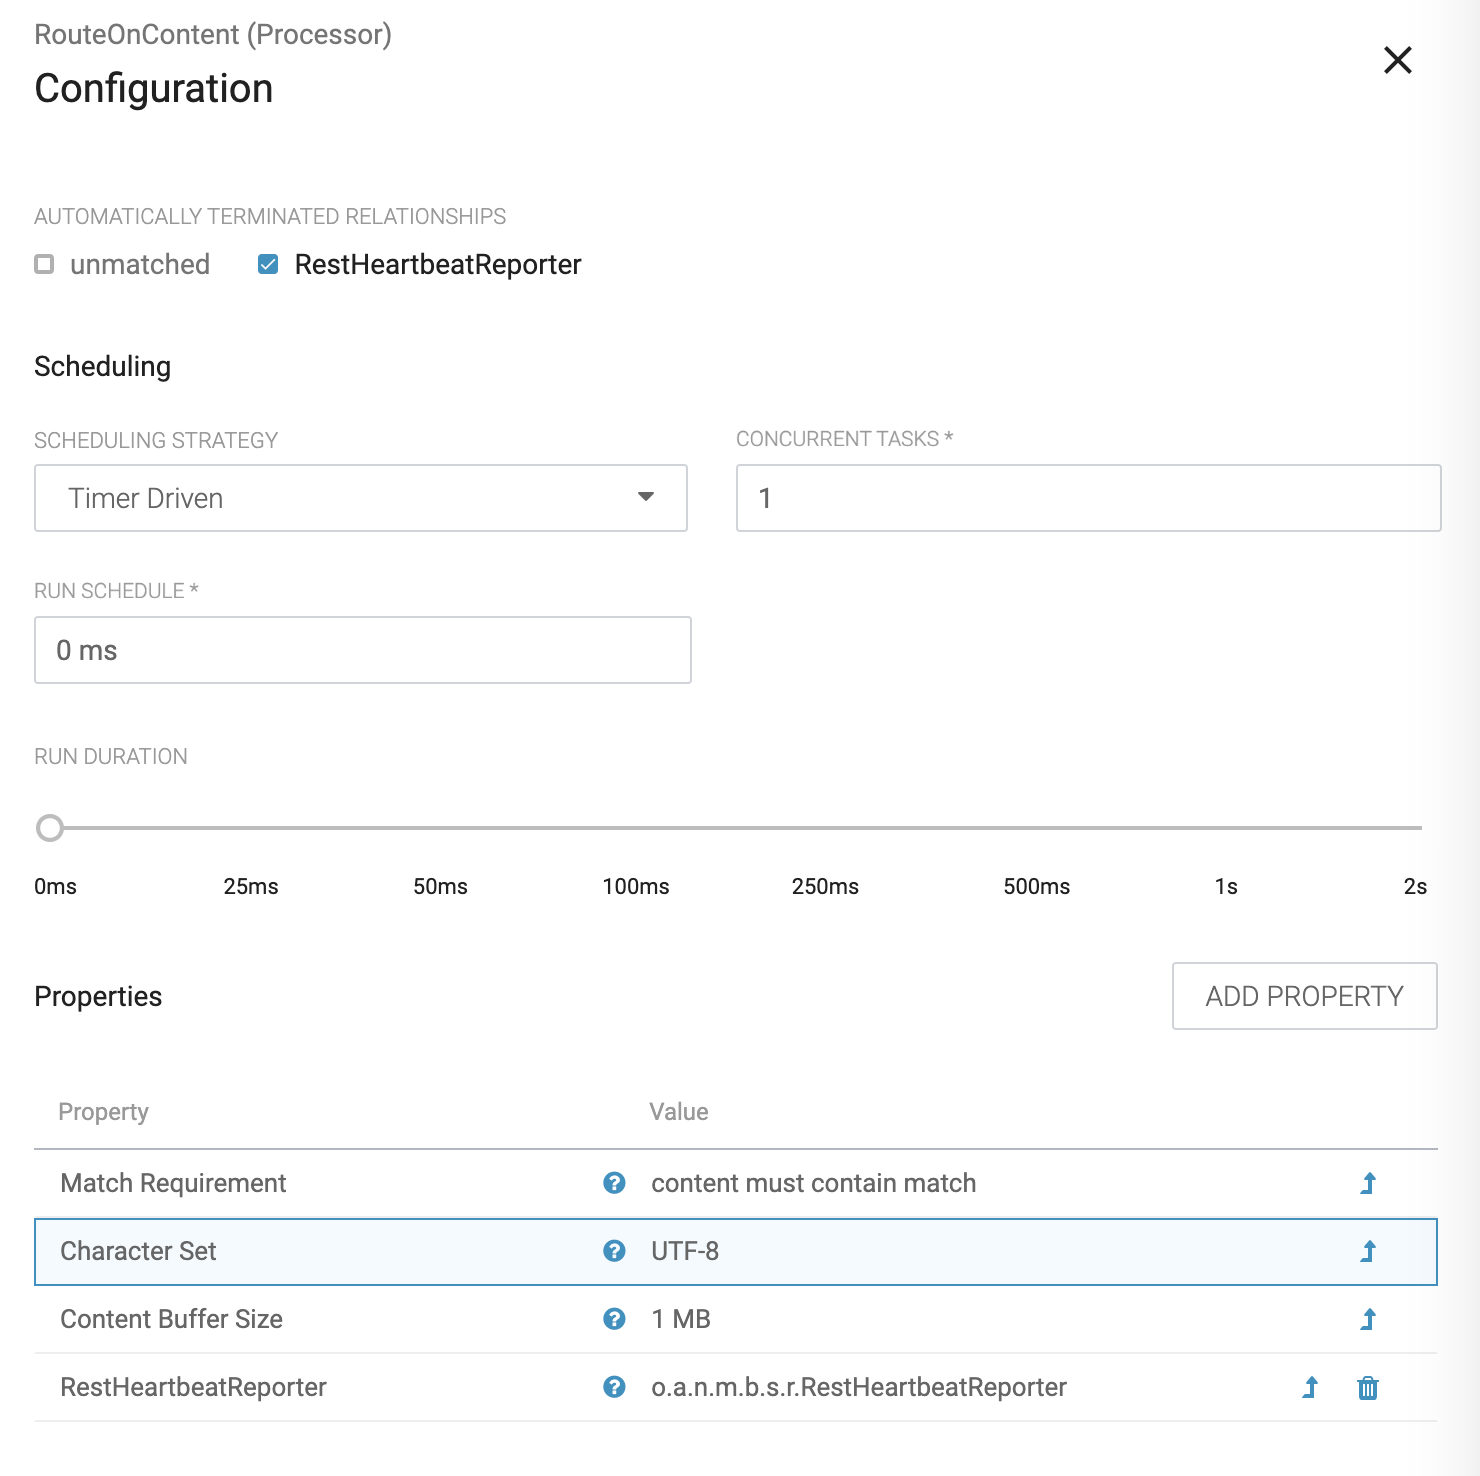 RouteOnContent (Processor)
Configuration
AUTOMATICALLY TERMINATED RELATIONSHIPS
unmatched RestHeartbeatReporter
Scheduling
SCHEDULING STRATEGY CONCURRENT TASKS *
Timer Driven 1
RUN SCHEDULE *
0 ms
RUN DURATION
0ms 25ms 50ms 100ms 250ms 500ms 1s 2s
Properties ADD PROPERTY
Property Value
Match Requirement ? content must contain match
Character Set ? UTF-8
Content Buffer Size ? 1 MB
RestHeartbeatReporter ? o.a.n.m.b.s.r.RestHeartbeatReporter